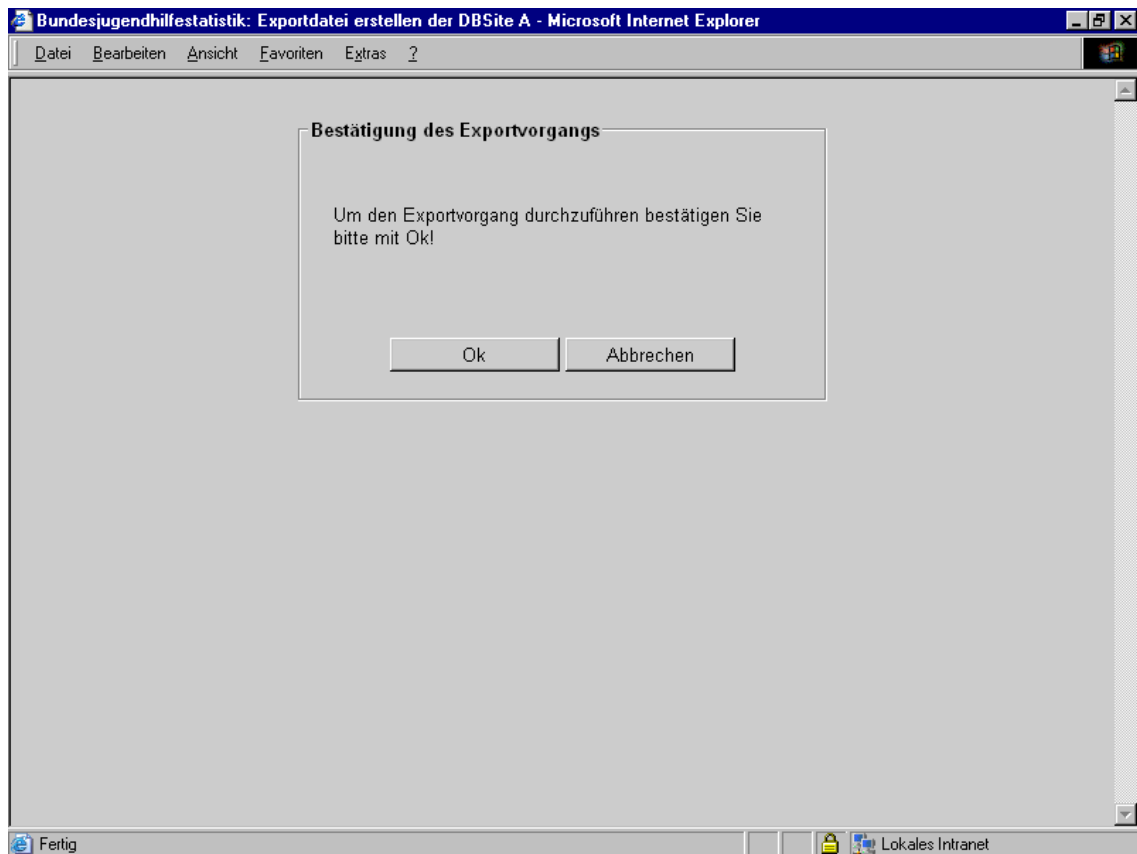 Bundesjugendhilfestatistik: Exportdatei erstellen der DBSite A - Microsoft Internet Explorer
Datei Bearbeiten Ansicht Favoriten Extras ?
Bestätigung des Exportvorgangs
Um den Exportvorgang durchzuführen bestätigen Sie
bitte mit Ok!
Ok Abbrechen
Fertig Lokales Intranet